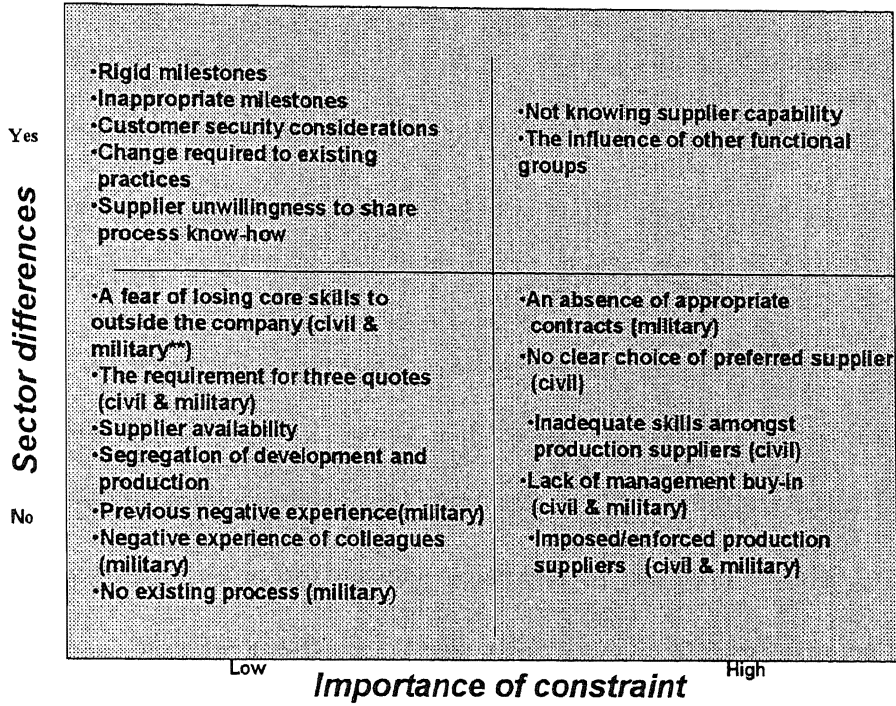 •Rigid milestones
•Inappropriate milestones
•Customer security considerations
•Change required to existing
practices
•Supplier unwillingness to share
process know-how
•Not knowing supplier capability
•The influence of other functional
groups
Yes
Sector differences
No
•A fear of losing core skills to
outside the company (civil &
military**)
•The requirement for three quotes
(civil & military)
•Supplier availability
•Segregation of development and
production
•Previous negative experience(military)
•Negative experience of colleagues
(military)
•No existing process (military)
•An absence of appropriate
contracts (military)
•No clear choice of preferred supplier
(civil)
•Inadequate skills amongst
production suppliers (civil)
•Lack of management buy-in
(civil & military)
•Imposed/enforced production
suppliers (civil & military)
Low
High
Importance of constraint